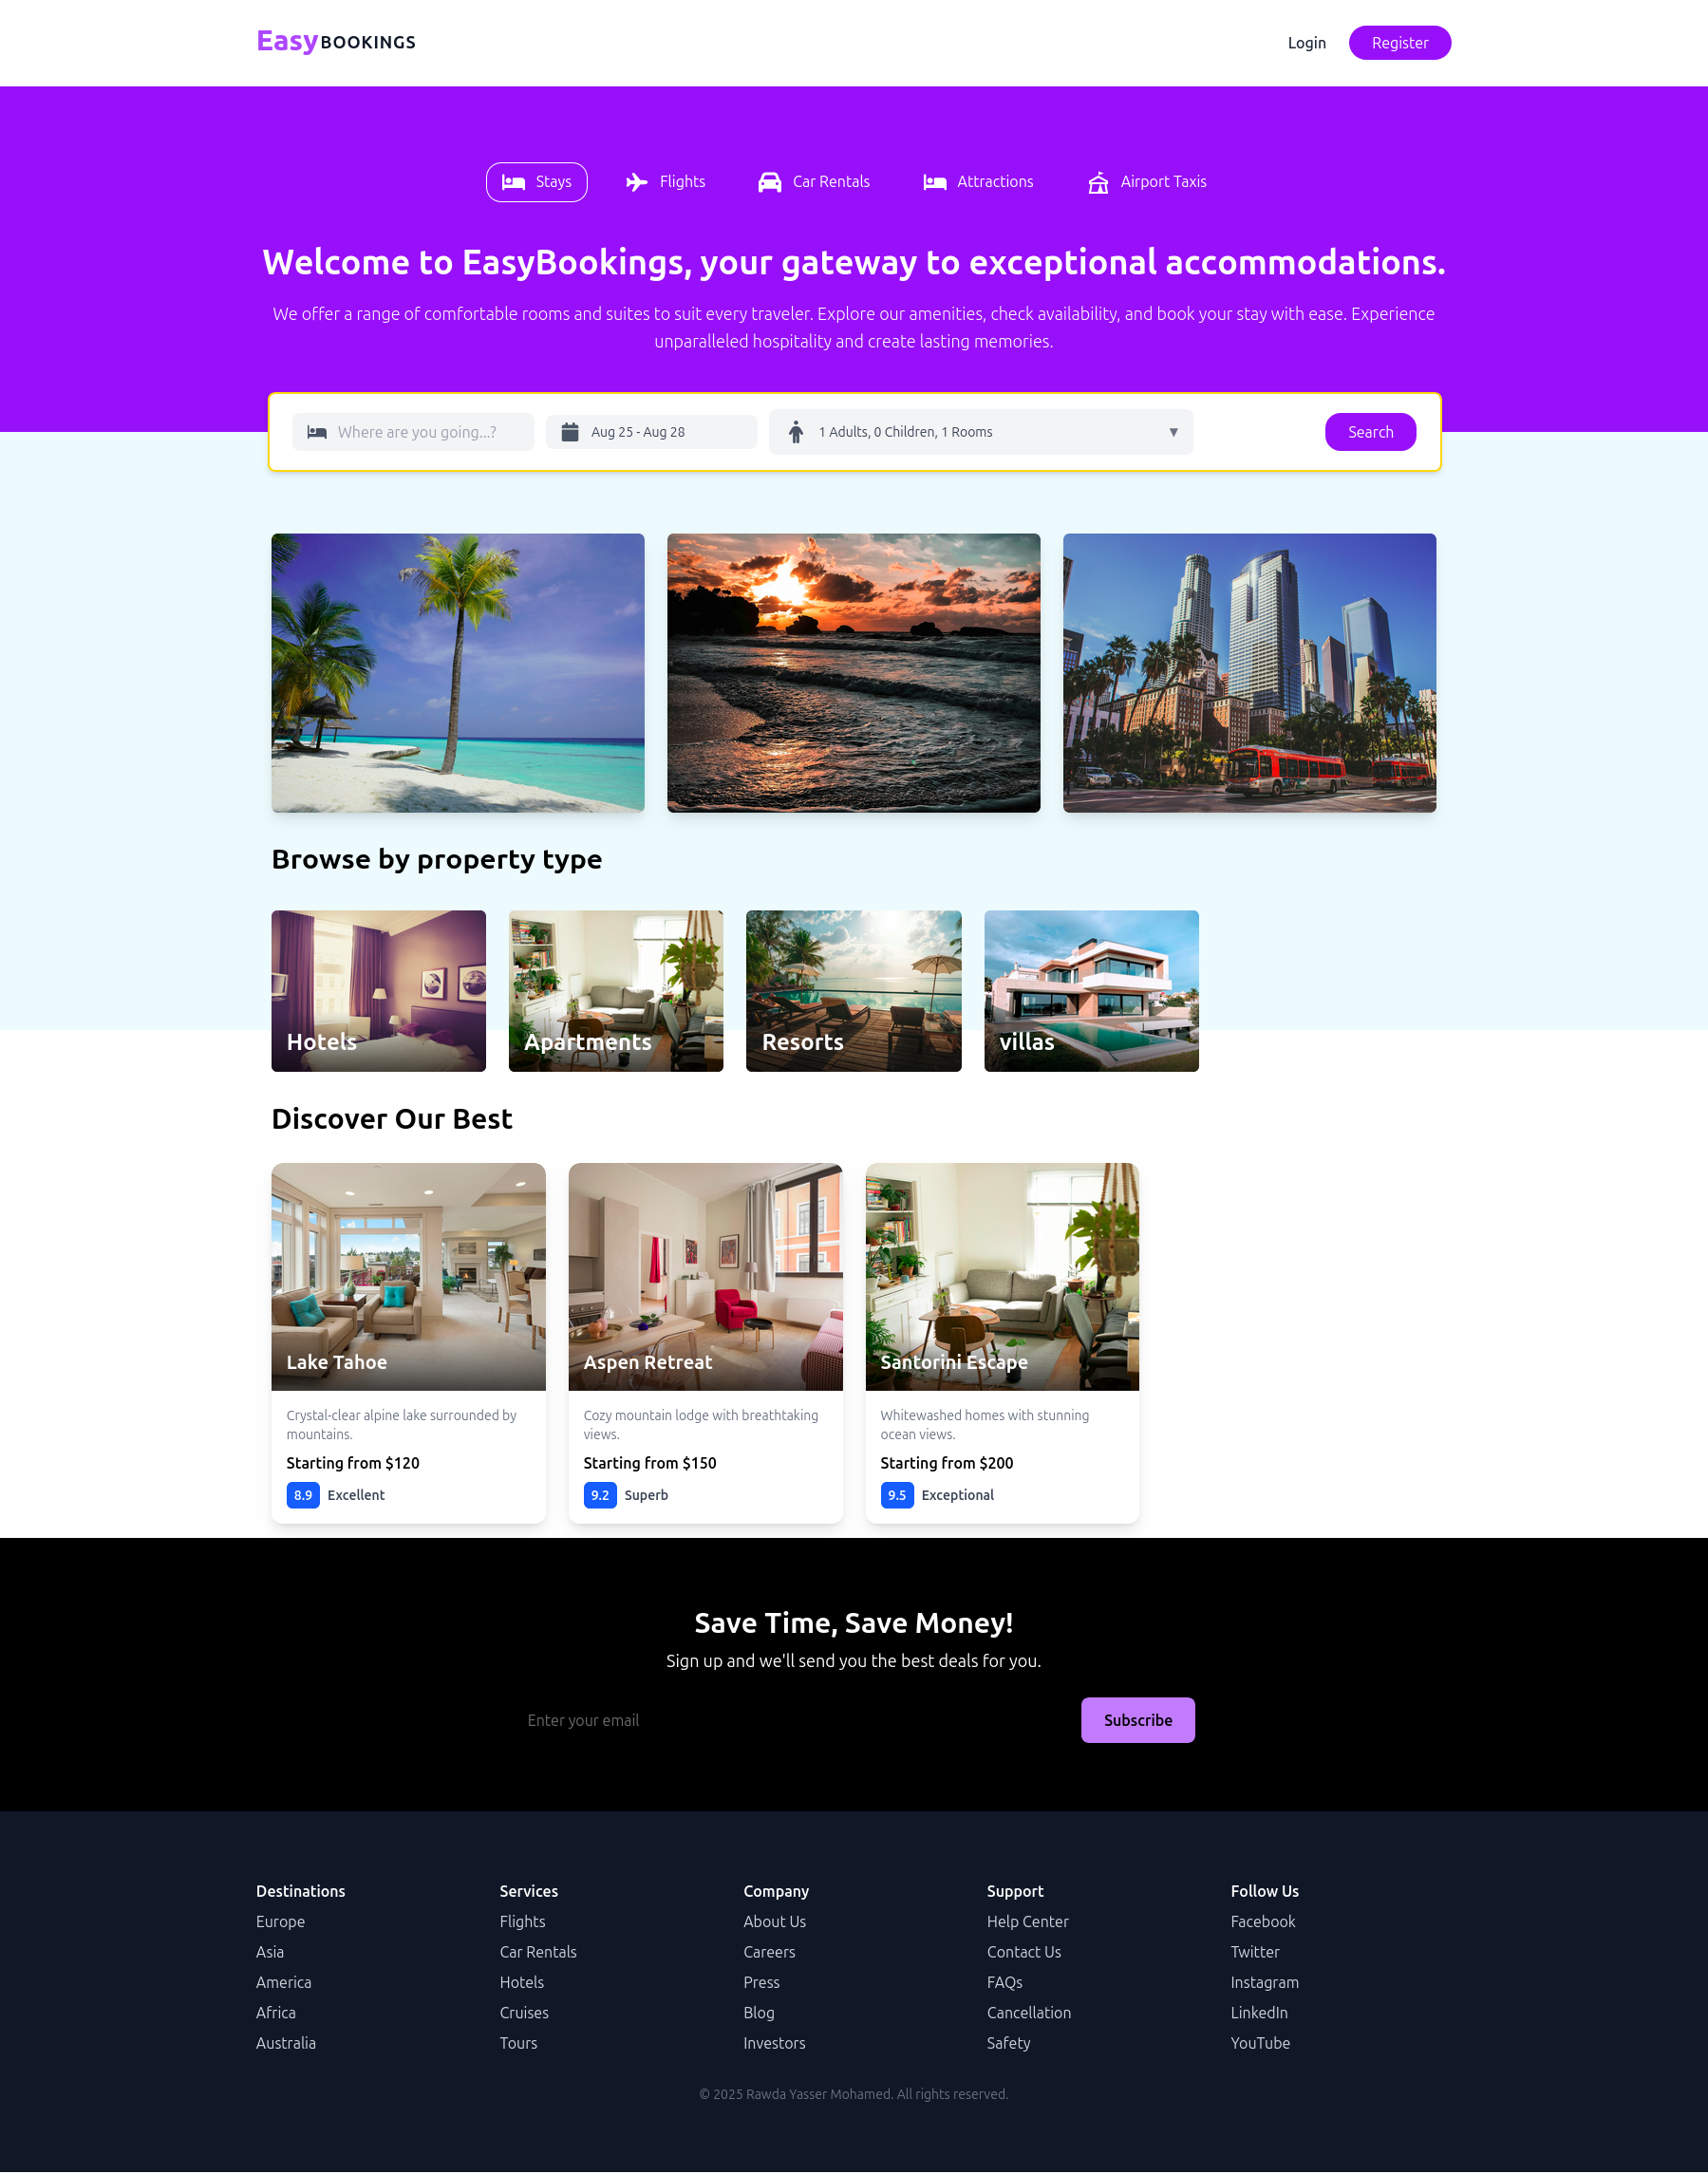 EasyBOOKINGS
Login
Register
Stays
Flights
Car Rentals
Attractions
Airport Taxis
Welcome to EasyBookings, your gateway to exceptional accommodations.
We offer a range of comfortable rooms and suites to suit every traveler. Explore our amenities, check availability, and book your stay with ease. Experience
unparalleled hospitality and create lasting memories.
Where are you going...?
Aug 25 - Aug 28
1 Adults, 0 Children, 1 Rooms
Search
Browse by property type
Hotels
Apartments
Resorts
villas
Discover Our Best
Lake Tahoe
Crystal-clear alpine lake surrounded by
mountains.
Starting from $120
8.9 Excellent
Aspen Retreat
Cozy mountain lodge with breathtaking
views.
Starting from $150
9.2 Superb
Santorini Escape
Whitewashed homes with stunning
ocean views.
Starting from $200
9.5 Exceptional
Save Time, Save Money!
Sign up and we'll send you the best deals for you.
Enter your email
Subscribe
Destinations
Europe
Asia
America
Africa
Australia
Services
Flights
Car Rentals
Hotels
Cruises
Tours
Company
About Us
Careers
Press
Blog
Investors
Support
Help Center
Contact Us
FAQs
Cancellation
Safety
Follow Us
Facebook
Twitter
Instagram
LinkedIn
YouTube
© 2025 Rawda Yasser Mohamed. All rights reserved.